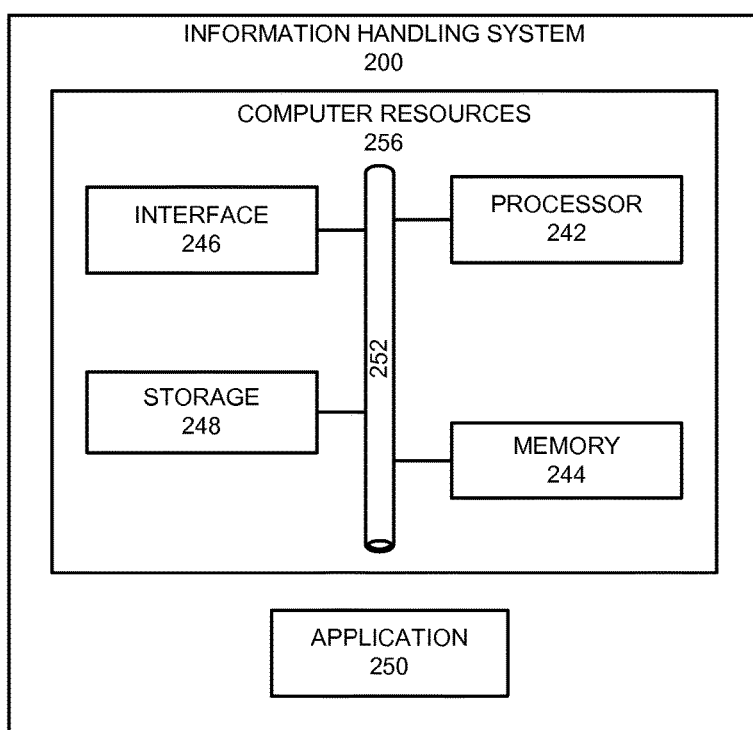 INFORMATION HANDLING SYSTEM
200
COMPUTER RESOURCES
256
INTERFACE
246
PROCESSOR
242
252
STORAGE
248
MEMORY
244
APPLICATION
250